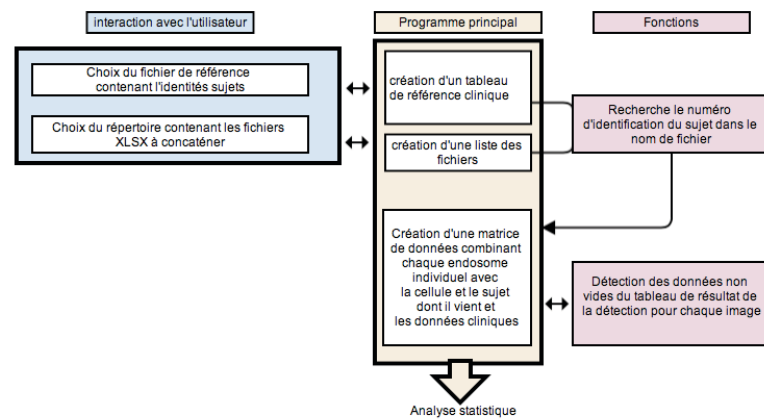 interaction avec l'utilisateur
Programme principal
Fonctions
Choix du fichier de référence
contenant l'identités sujets
Choix du répertoire contenant les fichiers
XLSX à concaténer
création d'un tableau
de référence clinique
création d'une liste des
fichiers
Recherche le numéro
d'identification du sujet dans le
nom de fichier
Création d'une matrice
de données combinant
chaque endosome
individuel avec
la cellule et le sujet
dont il vient et
les données cliniques
Détection des données non
vides du tableau de résultat de
la détection pour chaque image
Analyse statistique